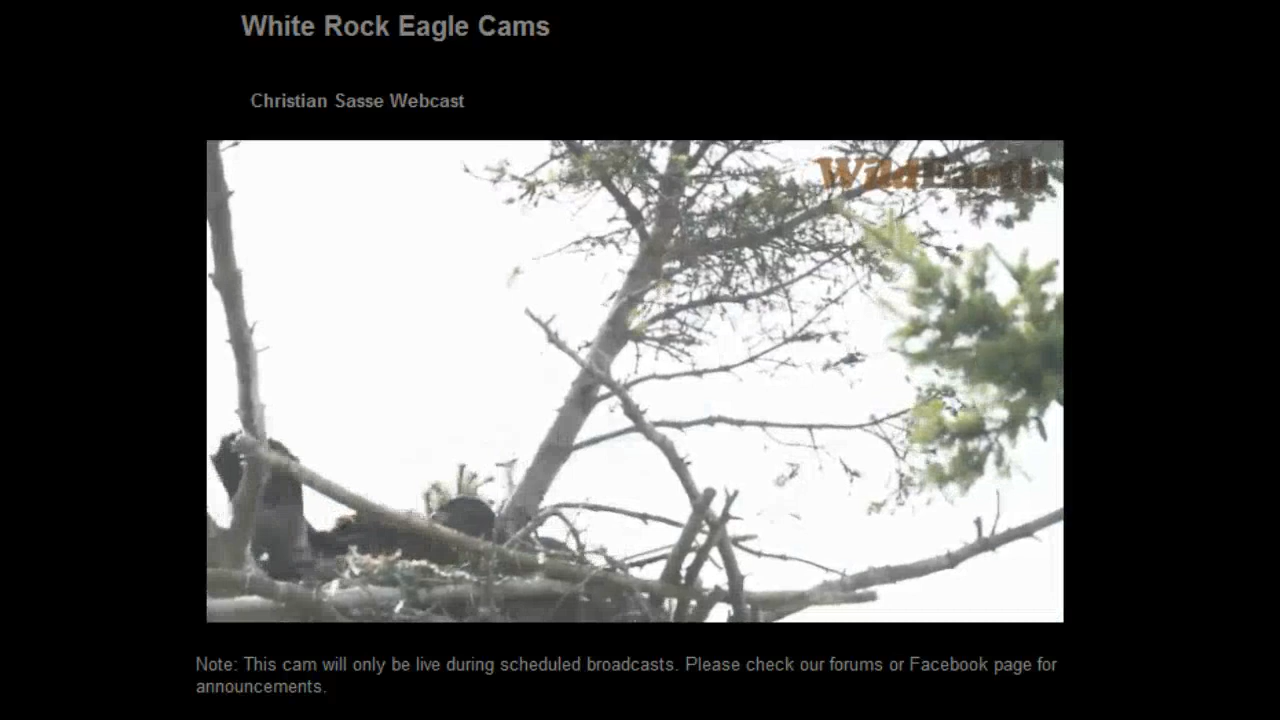 White Rock Eagle Cams
Christian Sasse Webcast
WildEarth
Note: This cam will only be live during scheduled broadcasts. Please check our forums or Facebook page for
announcements.